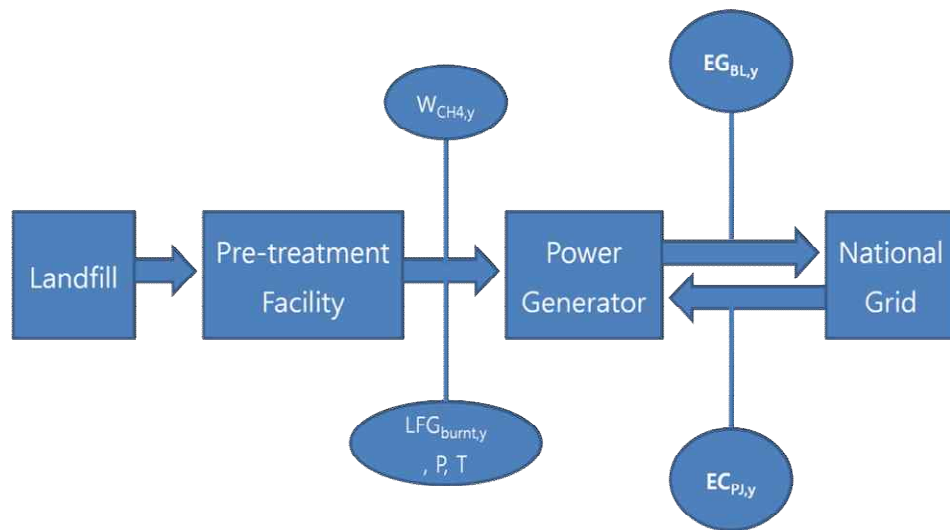 EG_BL,y
W_CH4,y
Landfill
Pre-treatment
Facility
Power
Generator
National
Grid
LFG_burnt,y
, P, T
EC_PJ,y